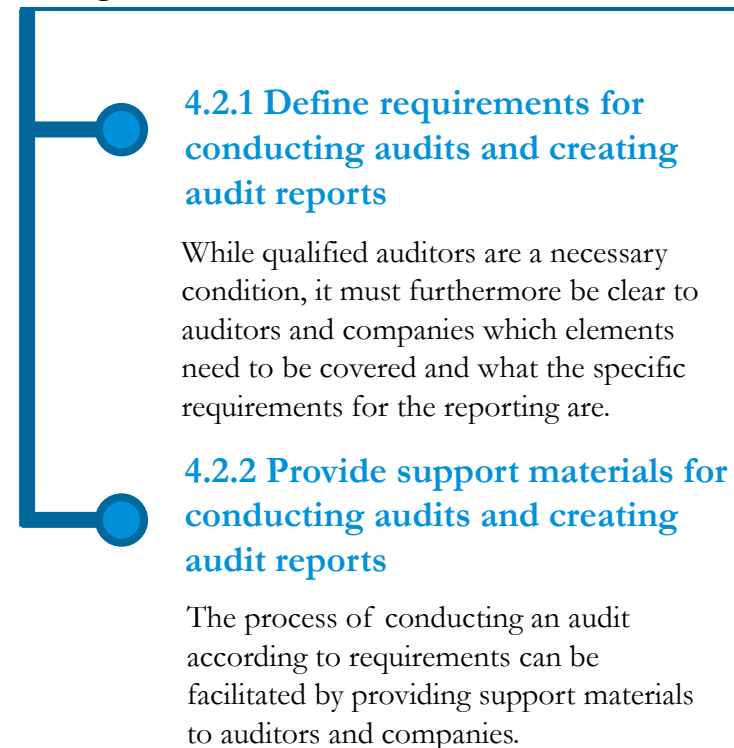 4.2.1 Define requirements for
conducting audits and creating
audit reports
While qualified auditors are a necessary
condition, it must furthermore be clear to
auditors and companies which elements
need to be covered and what the specific
requirements for the reporting are.
4.2.2 Provide support materials for
conducting audits and creating
audit reports
The process of conducting an audit
according to requirements can be
facilitated by providing support materials
to auditors and companies.